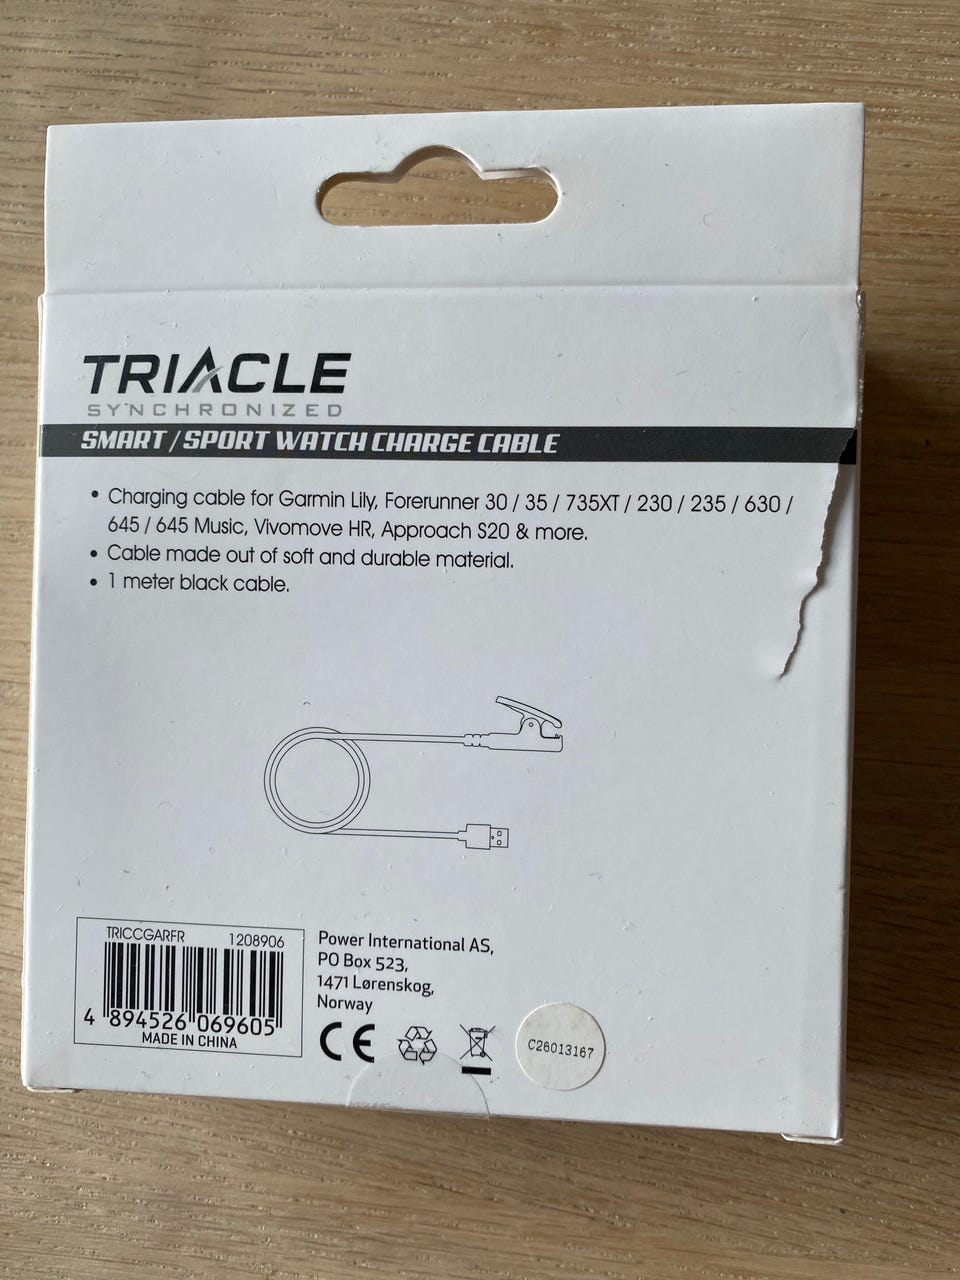 TRIACLE
SYNCHRONIZED
SMART / SPORT WATCH CHARGE CABLE
• Charging cable for Garmin Lily, Forerunner 30 / 35 / 735XT / 230 / 235 / 630 /
645 / 645 Music, Vivomove HR, Approach S20 & more.
• Cable made out of soft and durable material.
• 1 meter black cable.
TRICCGARFR 1208906
4 894526 069605
MADE IN CHINA
Power International AS,
PO Box 523,
1471 Lørenskog,
Norway
CE
C26013167